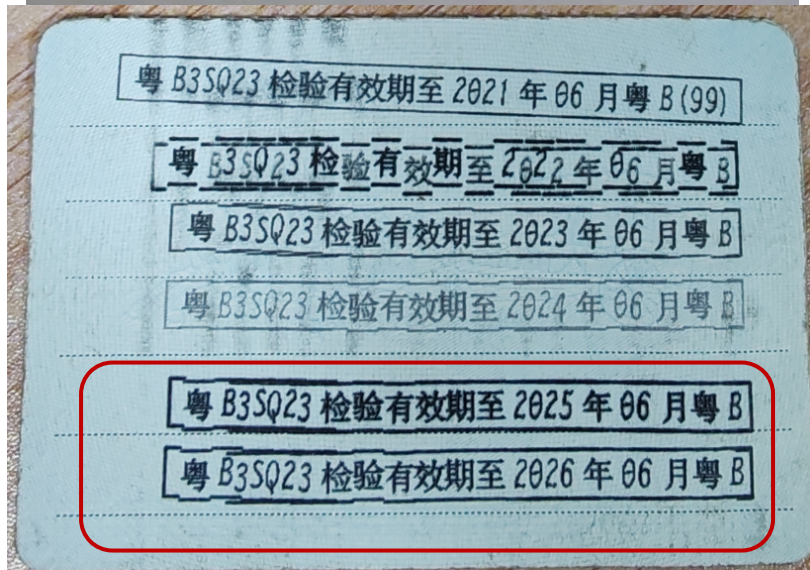 粤 B3SQ23 检验有效期至 2021 年 06 月粤 B(99)
粤 B3SQ23 检验有效期至 2022 年 06 月粤 B
粤 B3SQ23 检验有效期至 2023 年 06 月粤 B
粤 B3SQ23 检验有效期至 2024 年 06 月粤 B
粤 B3SQ23 检验有效期至 2025 年 06 月粤 B
粤 B3SQ23 检验有效期至 2026 年 06 月粤 B